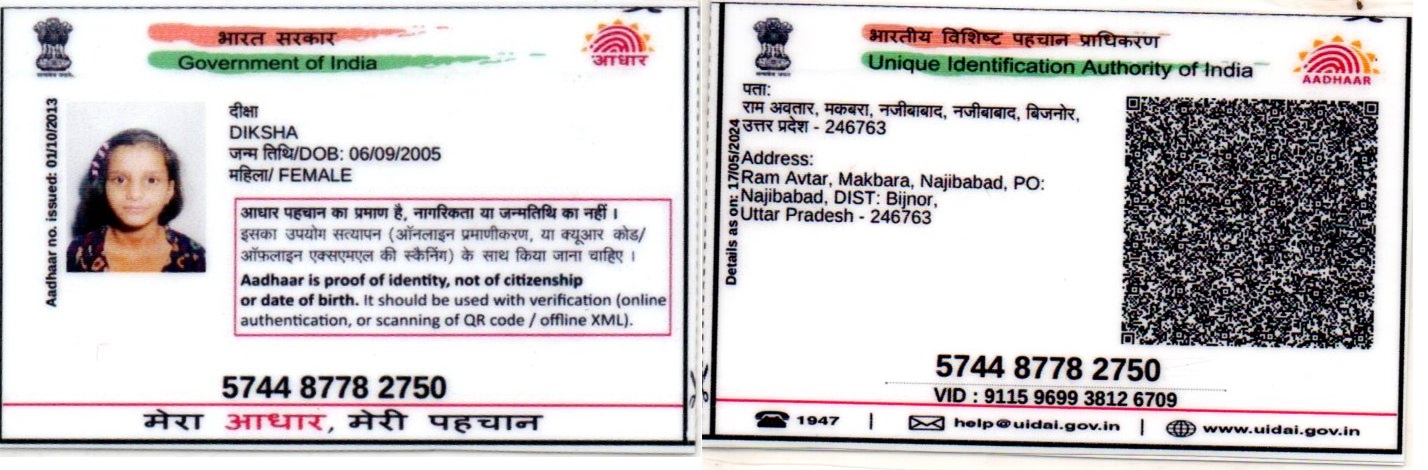 भारत सरकार
Government of India
आधार
Aadhaar no. issued: 01/10/2013
दीक्षा
DIKSHA
जन्म तिथि/DOB: 06/09/2005
महिला/ FEMALE
आधार पहचान का प्रमाण है, नागरिकता या जन्मतिथि का नहीं ।
इसका उपयोग सत्यापन (ऑनलाइन प्रमाणीकरण, या क्यूआर कोड/
ऑफ़लाइन एक्सएमएल की स्कैनिंग) के साथ किया जाना चाहिए ।
Aadhaar is proof of identity, not of citizenship
or date of birth. It should be used with verification (online
authentication, or scanning of QR code / offline XML).
5744 8778 2750
मेरा आधार, मेरी पहचान
भारतीय विशिष्ट पहचान प्राधिकरण
Unique Identification Authority of India
AADHAAR
Details as on: 17/05/2024
पता:
राम अवतार, मकबरा, नजीबाबाद, नजीबाबाद, बिजनोर,
उत्तर प्रदेश - 246763
Address:
Ram Avtar, Makbara, Najibabad, PO:
Najibabad, DIST: Bijnor,
Uttar Pradesh - 246763
5744 8778 2750
VID : 9115 9699 3812 6709
1947 | help@uidai.gov.in | www.uidai.gov.in